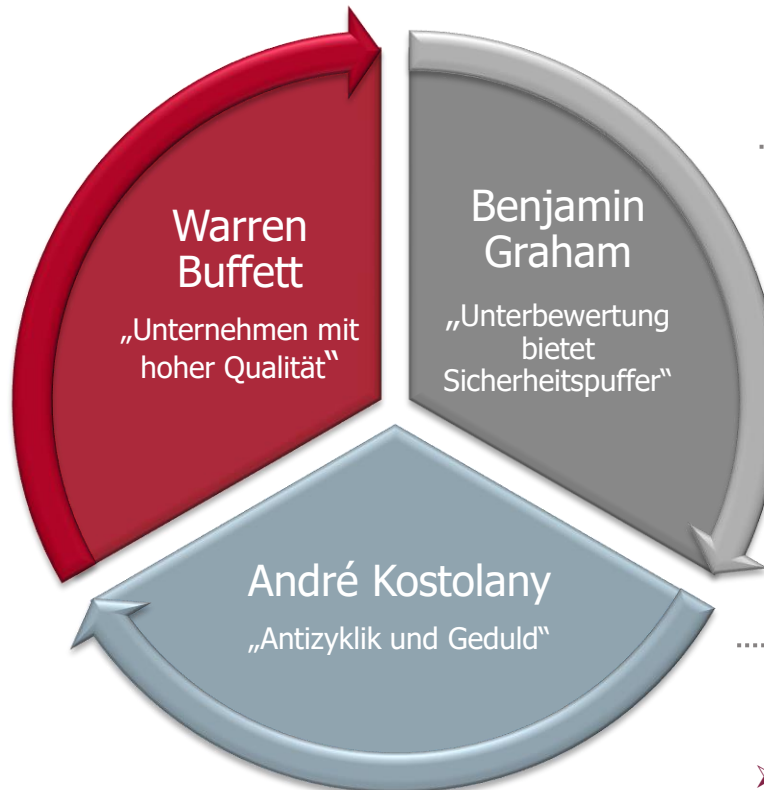 Warren
Buffett
„Unternehmen mit
hoher Qualität“
Benjamin
Graham
„Unterbewertung
bietet
Sicherheitspuffer“
André Kostolany
„Antizyklik und Geduld“